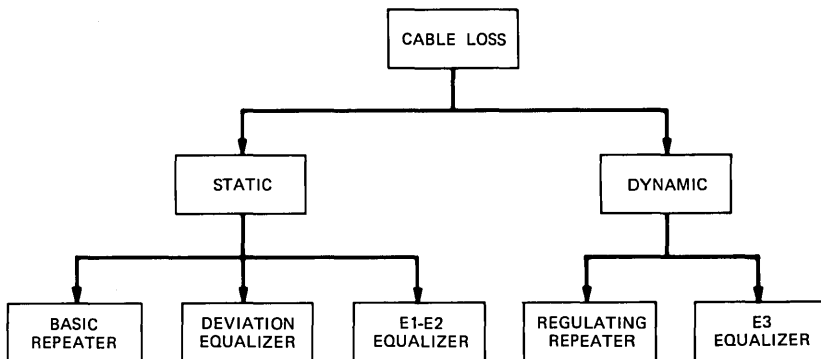 CABLE LOSS
STATIC
DYNAMIC
BASIC
REPEATER
DEVIATION
EQUALIZER
E1-E2
EQUALIZER
REGULATING
REPEATER
E3
EQUALIZER